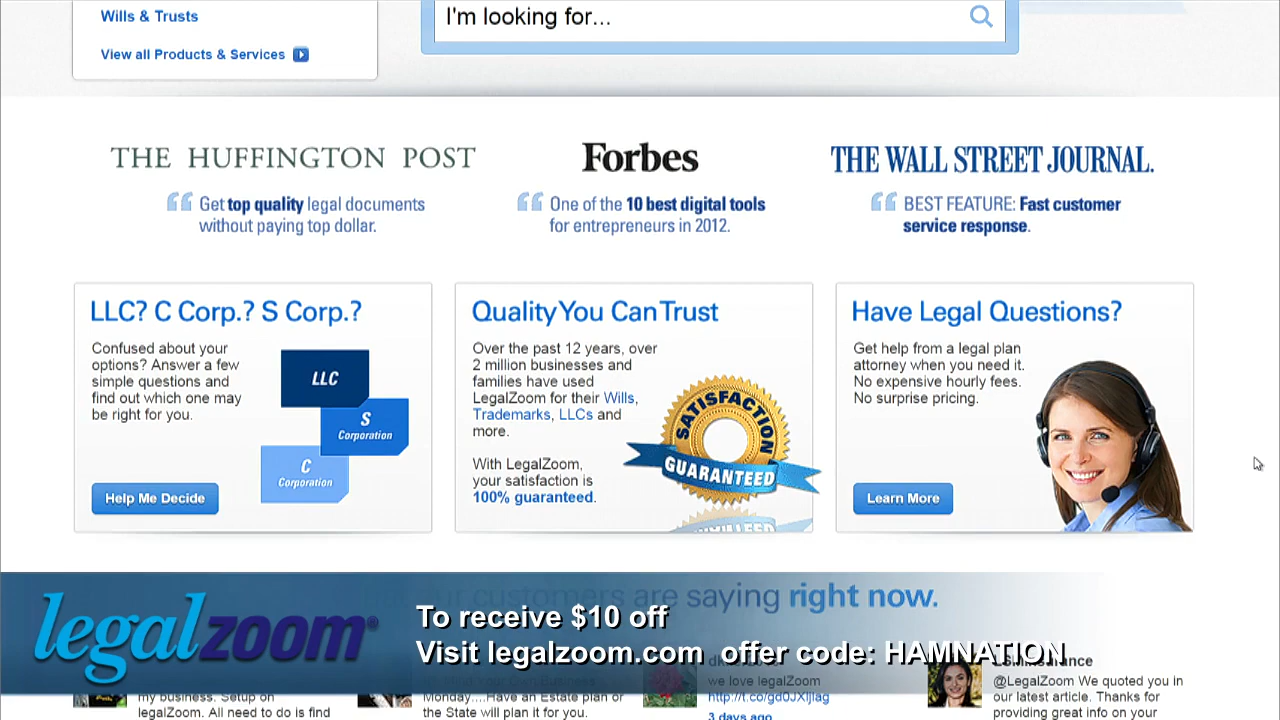 Wills & Trusts
View all Products & Services
I'm looking for...
THE HUFFINGTON POST
Get top quality legal documents
without paying top dollar.
Forbes
One of the 10 best digital tools
for entrepreneurs in 2012.
THE WALL STREET JOURNAL.
BEST FEATURE: Fast customer
service response.
LLC? C Corp.? S Corp.?
Confused about your
options? Answer a few
simple questions and
find out which one may
be right for you.
LLC
S
Corporation
C
Corporation
Help Me Decide
Quality You Can Trust
Over the past 12 years, over
2 million businesses and
families have used
LegalZoom for their Wills,
Trademarks, LLCs and
more.
With LegalZoom,
your satisfaction is
100% guaranteed.
SATISFACTION
GUARANTEED
Have Legal Questions?
Get help from a legal plan
attorney when you need it.
No expensive hourly fees.
No surprise pricing.
Learn More
our customers are saying right now.
legalzoom®
To receive $10 off
Visit legalzoom.com offer code: HAMNATION
my business. Setup on
legalZoom. All need to do is find
Monday....Have an Estate plan or
the State will plan it for you.
we love legalZoom
3 days ago
@LegalZoom We quoted you in
our latest article. Thanks for
providing great info on your